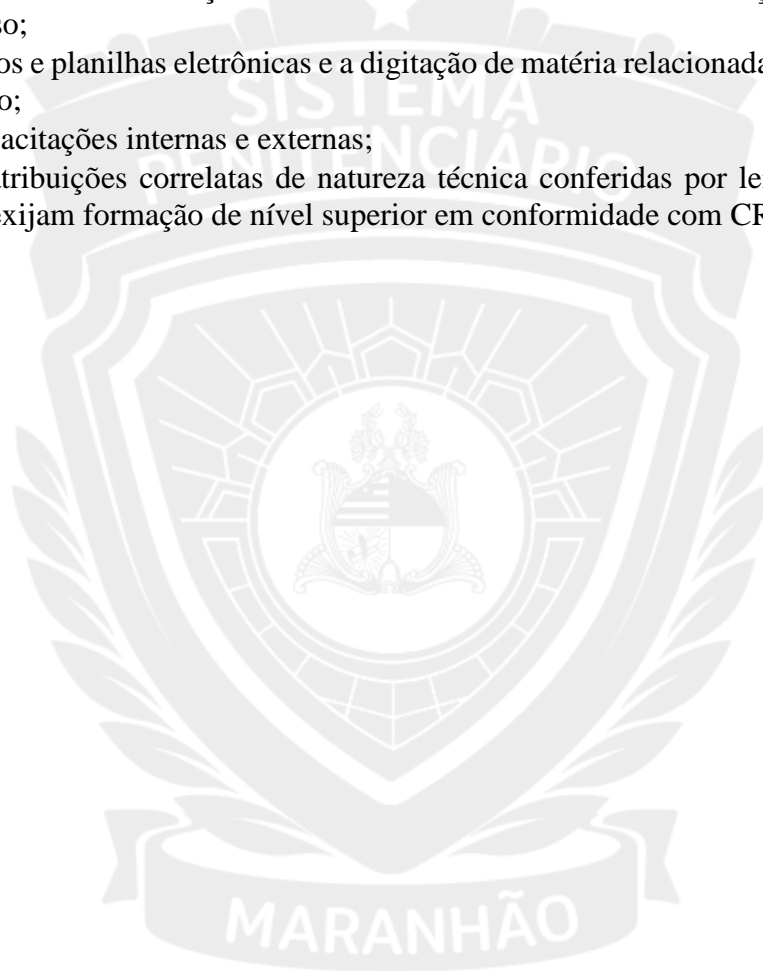 so;
os e planilhas eletrônicas e a digitação de matéria relacionada
o;
acitações internas e externas;
tribuições correlatas de natureza técnica conferidas por le
exijam formação de nível superior em conformidade com CR
SISTEMA
PENITENCIÁRIO
MARANHÃO